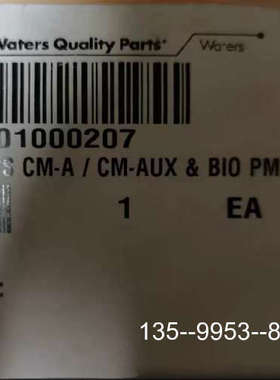 Waters Quality Parts
Waters
01000207
S CM-A / CM-AUX & BIO PM
1 EA
135--9953--8